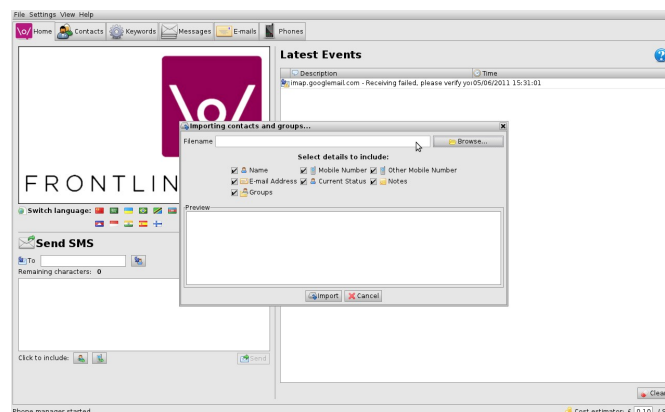 File Settings View Help
\o/ Home Contacts Keywords Messages E-mails Phones
Latest Events
Description Time
imap.googlemail.com - Receiving failed, please verify yo 05/06/2011 15:31:01
\o/
FRONTLIN
Importing contacts and groups...
Filename Browse...
Select details to include:
Name Mobile Number Other Mobile Number
E-mail Address Current Status Notes
Groups
Preview
Import Cancel
Switch language:
Send SMS
To
Remaining characters: 0
Click to include: Send
Clear
Phone manager started Cost estimator: £ 0.10